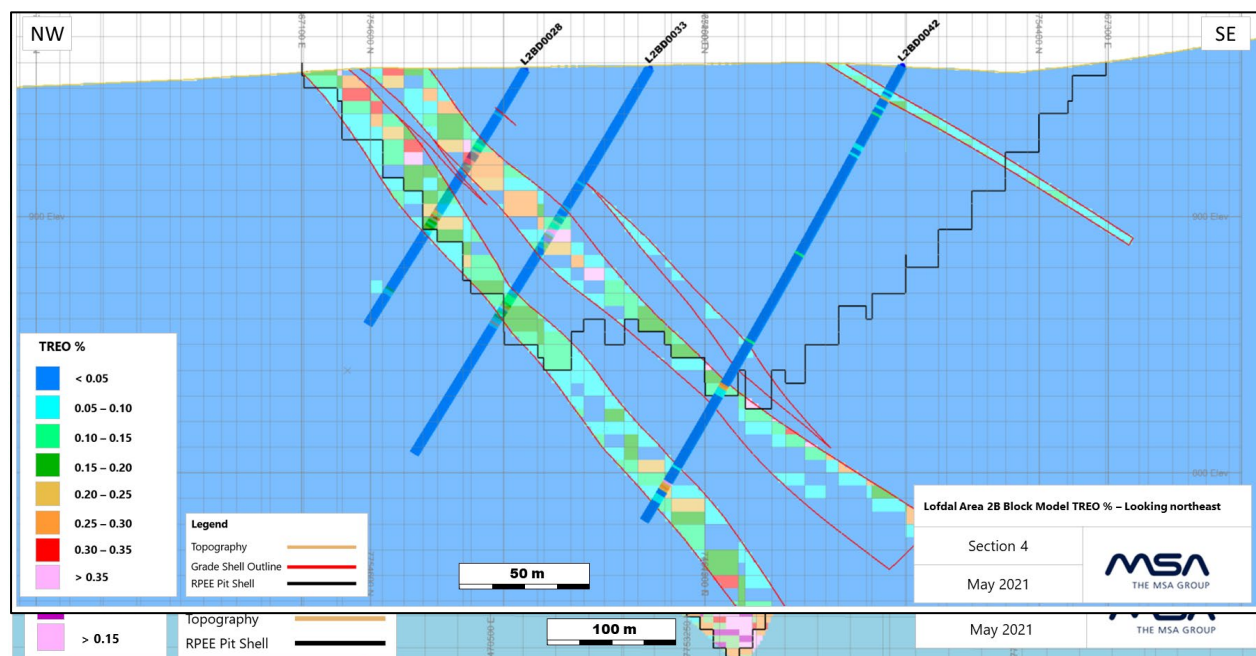 NW
SE
L2BD0028
L2BD0033
L2BD0042
900 Elev
900 Elev
800 Elev
TREO %
< 0.05
0.05 – 0.10
0.10 – 0.15
0.15 – 0.20
0.20 – 0.25
0.25 – 0.30
0.30 – 0.35
> 0.35
Legend
Topography
Grade Shell Outline
RPEE Pit Shell
50 m
Lofdal Area 2B Block Model TREO % – Looking northeast
Section 4
May 2021
MSA
THE MSA GROUP
> 0.15
Topography
RPEE Pit Shell
100 m
May 2021
THE MSA GROUP